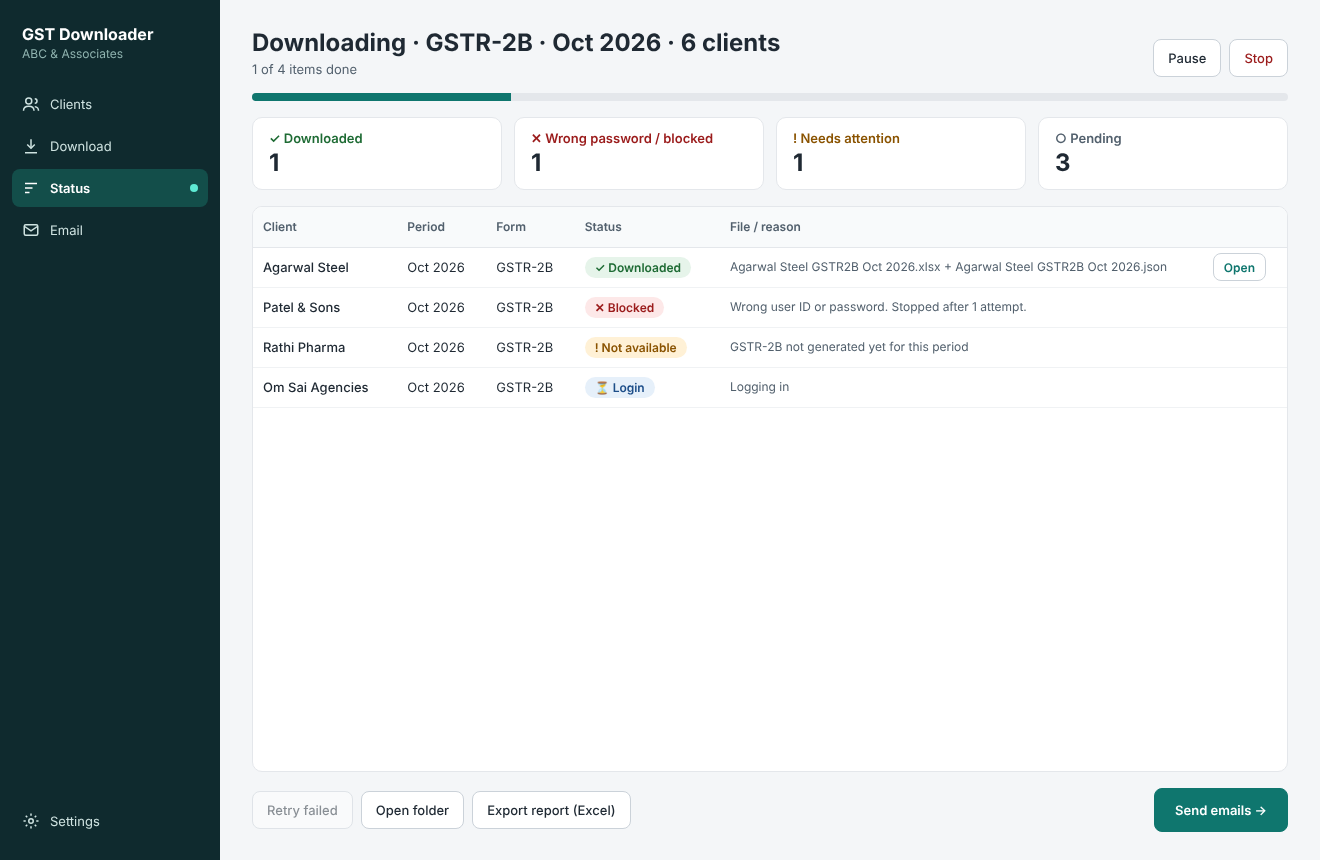 GST Downloader
ABC & Associates
Clients
Download
Status
Email
Settings
Downloading · GSTR-2B · Oct 2026 · 6 clients
1 of 4 items done
Pause
Stop
✓ Downloaded
1
✕ Wrong password / blocked
1
! Needs attention
1
○ Pending
3
Client Period Form Status File / reason
Agarwal Steel Oct 2026 GSTR-2B ✓ Downloaded Agarwal Steel GSTR2B Oct 2026.xlsx + Agarwal Steel GSTR2B Oct 2026.json Open
Patel & Sons Oct 2026 GSTR-2B ✕ Blocked Wrong user ID or password. Stopped after 1 attempt.
Rathi Pharma Oct 2026 GSTR-2B ! Not available GSTR-2B not generated yet for this period
Om Sai Agencies Oct 2026 GSTR-2B ⏳ Login Logging in
Retry failed
Open folder
Export report (Excel)
Send emails →